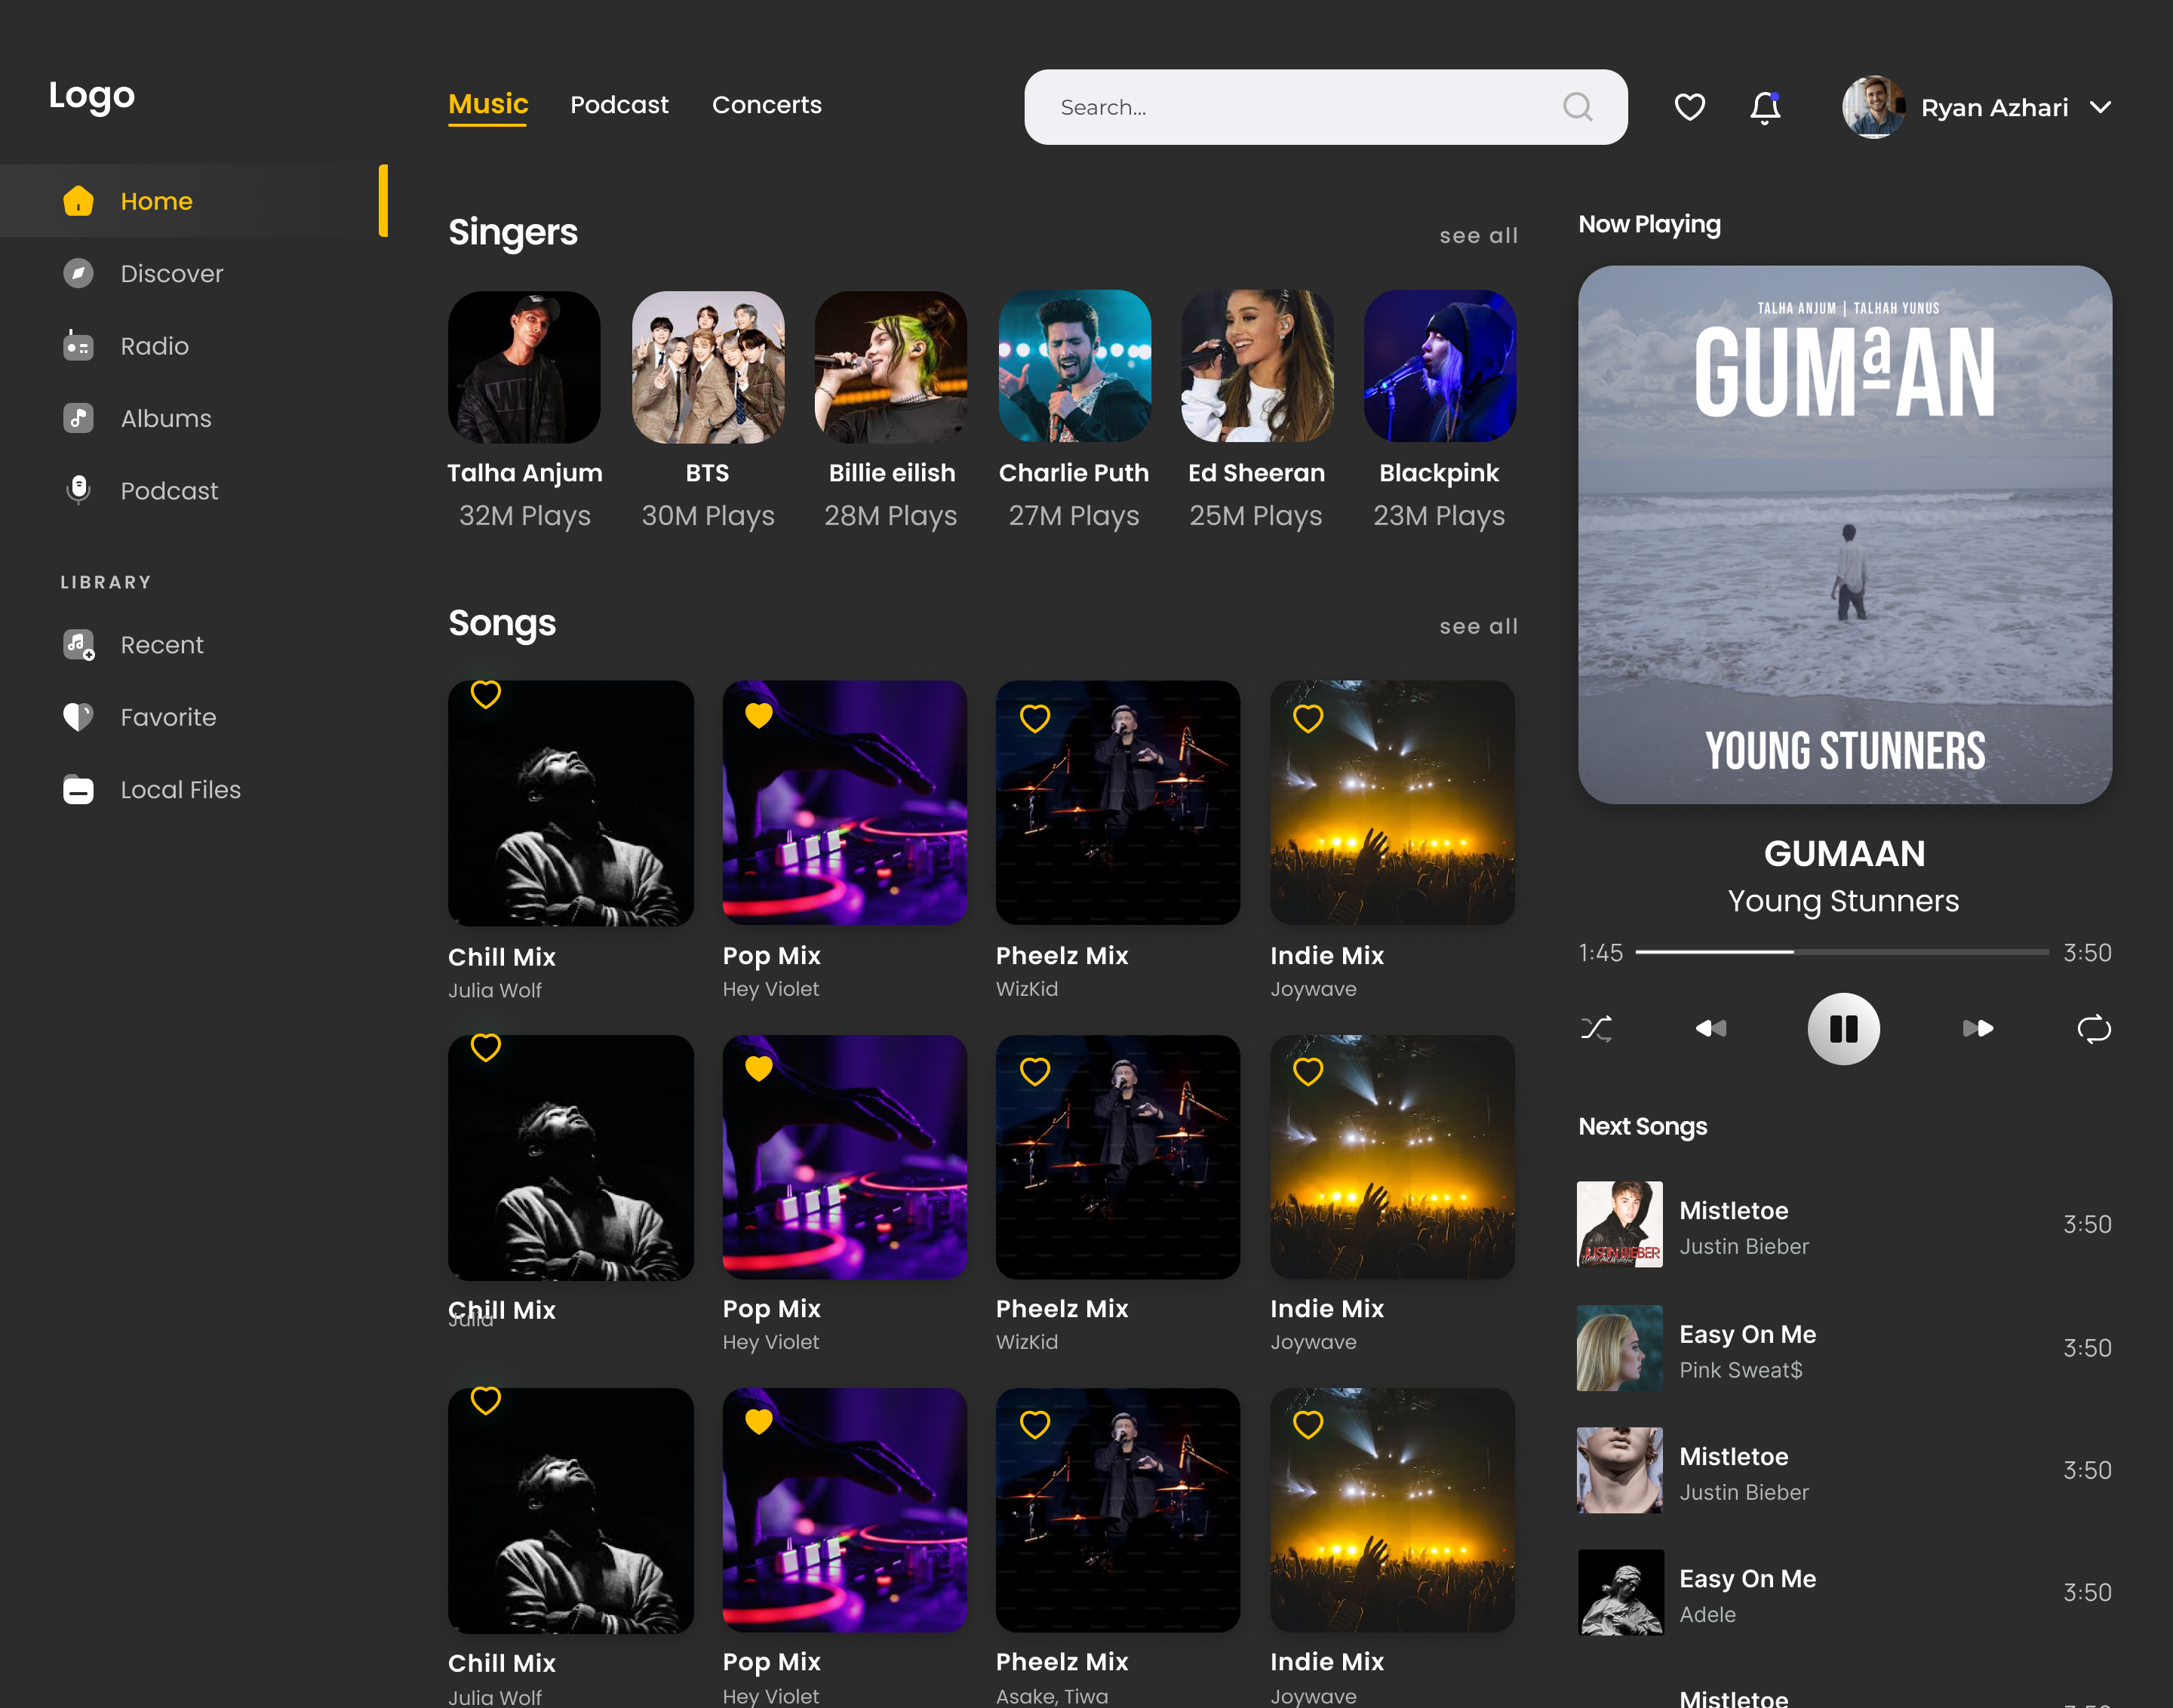 Logo
Music
Podcast
Concerts
Search...
Ryan Azhari
Home
Discover
Radio
Albums
Podcast
LIBRARY
Recent
Favorite
Local Files
Singers
see all
Talha Anjum
32M Plays
BTS
30M Plays
Billie eilish
28M Plays
Charlie Puth
27M Plays
Ed Sheeran
25M Plays
Blackpink
23M Plays
Songs
see all
Chill Mix
Julia Wolf
Pop Mix
Hey Violet
Pheelz Mix
WizKid
Indie Mix
Joywave
Chill Mix
Julia
Pop Mix
Hey Violet
Pheelz Mix
WizKid
Indie Mix
Joywave
Chill Mix
Julia Wolf
Pop Mix
Hey Violet
Pheelz Mix
Asake, Tiwa
Indie Mix
Joywave
Now Playing
TALHA ANJUM | TALHAH YUNUS
GUMaAN
YOUNG STUNNERS
GUMAAN
Young Stunners
1:45
3:50
Next Songs
JUSTIN BIEBER
Mistletoe
Justin Bieber
3:50
Easy On Me
Pink Sweat$
3:50
Mistletoe
Justin Bieber
3:50
Easy On Me
Adele
3:50
Mistletoe